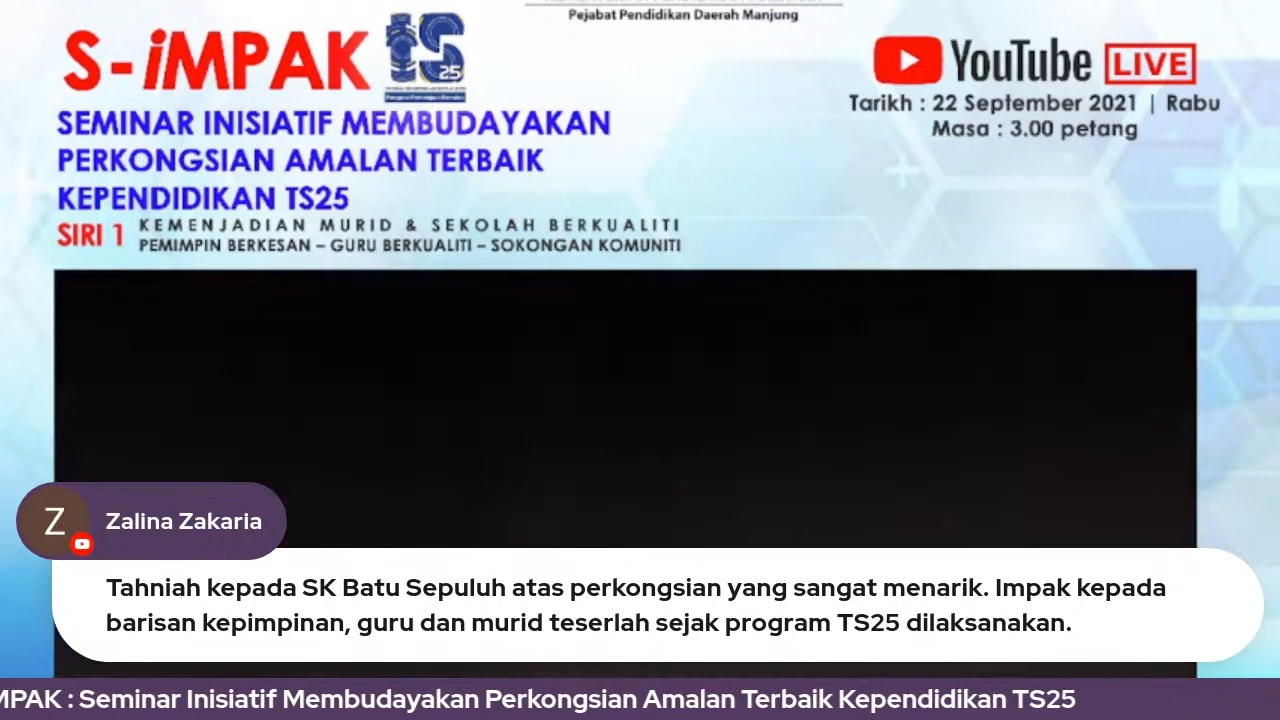 Pejabat Pendidikan Daerah Manjung
S-iMPAK TS
25
YouTube LIVE
Tarikh : 22 September 2021 | Rabu
Masa : 3.00 petang
SEMINAR INISIATIF MEMBUDAYAKAN
PERKONGSIAN AMALAN TERBAIK
KEPENDIDIKAN TS25
SIRI 1
KEMENJADIAN MURID & SEKOLAH BERKUALITI
PEMIMPIN BERKESAN – GURU BERKUALITI – SOKONGAN KOMUNITI
Z
Zalina Zakaria
Tahniah kepada SK Batu Sepuluh atas perkongsian yang sangat menarik. Impak kepada
barisan kepimpinan, guru dan murid teserlah sejak program TS25 dilaksanakan.
MPAK : Seminar Inisiatif Membudayakan Perkongsian Amalan Terbaik Kependidikan TS25